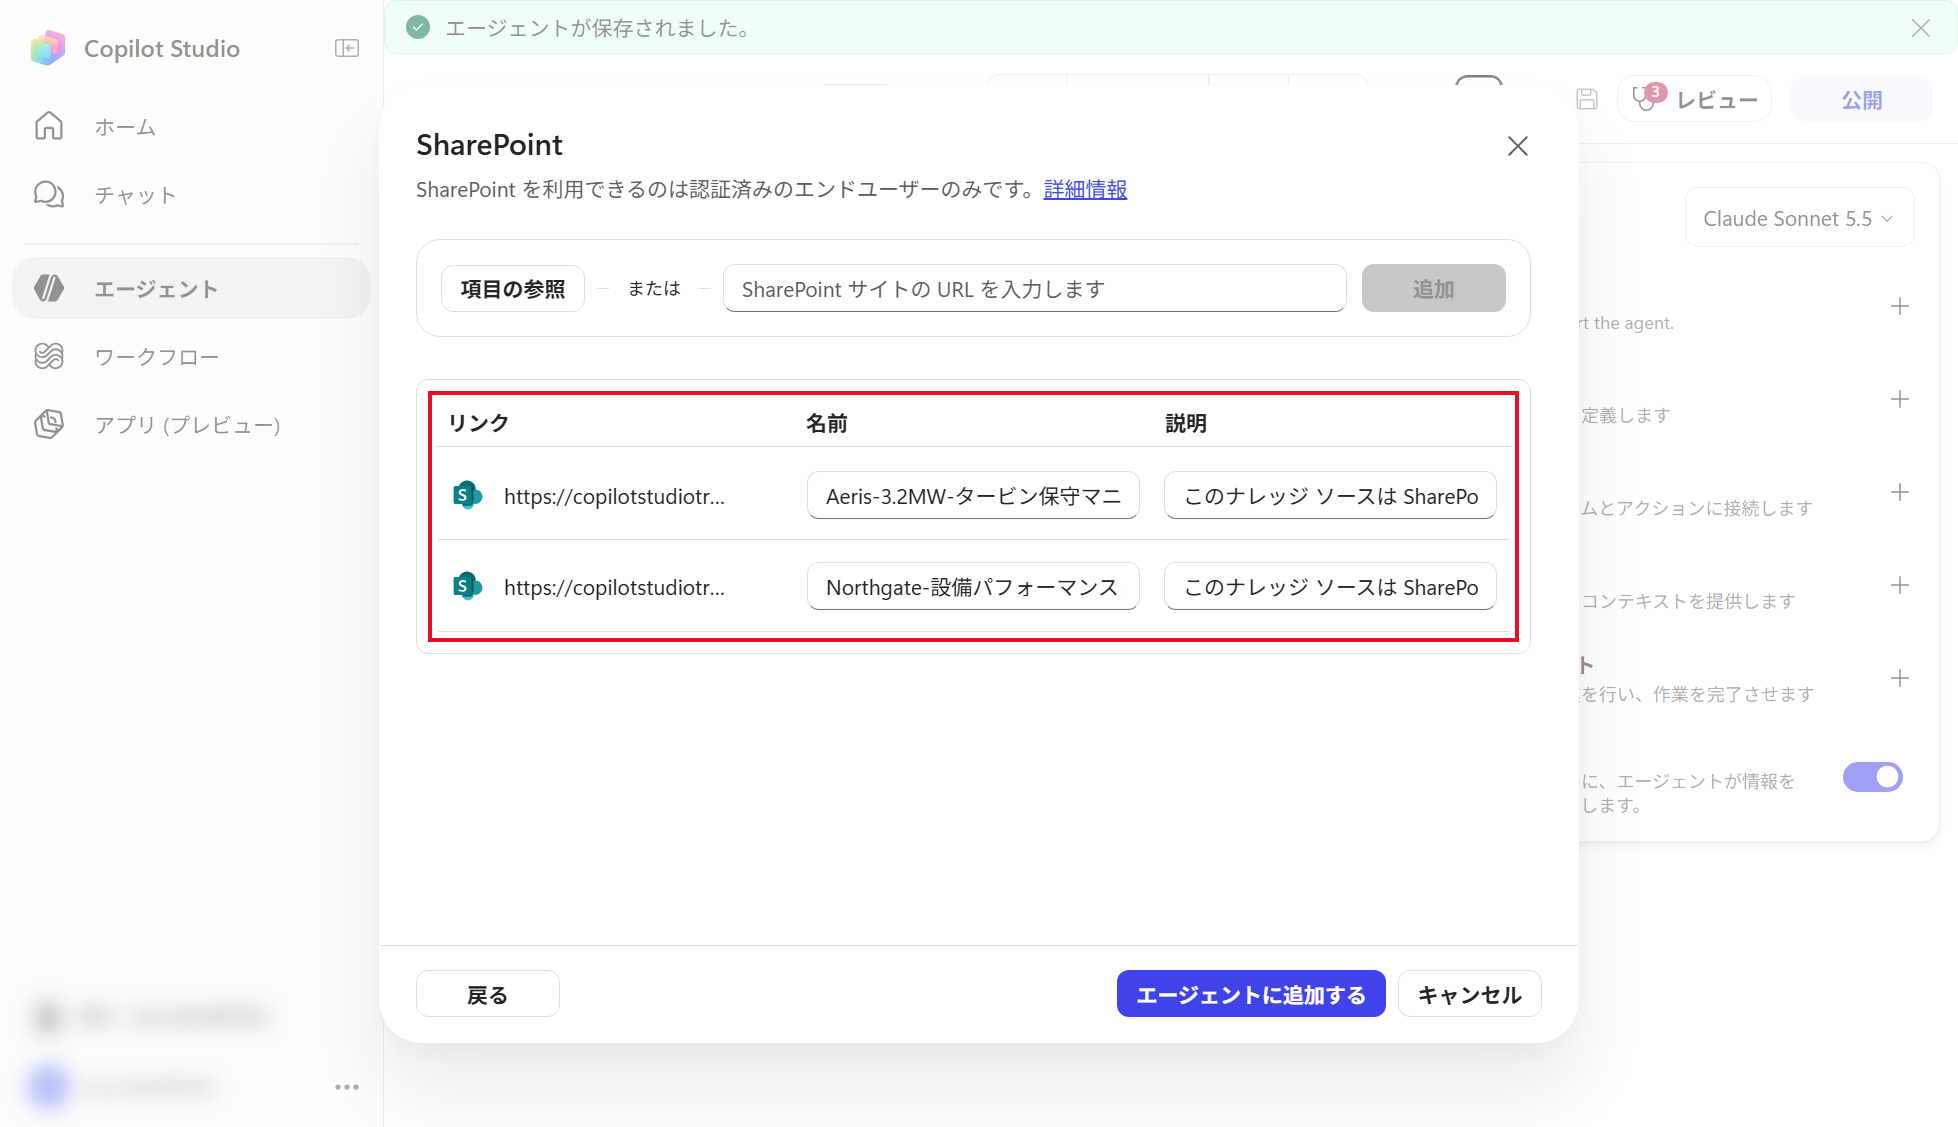 Copilot Studio
エージェントが保存されました。
ホーム
チャット
エージェント
ワークフロー
アプリ (プレビュー)
3
レビュー
公開
Claude Sonnet 5.5
rt the agent.
定義します
ムとアクションに接続します
コンテキストを提供します
ト
を行い、作業を完了させます
に、エージェントが情報を
します。
SharePoint
SharePoint を利用できるのは認証済みのエンドユーザーのみです。詳細情報
項目の参照
または
SharePoint サイトの URL を入力します
追加
リンク 名前 説明
S https://copilotstudiotr... Aeris-3.2MW-タービン保守マニ このナレッジ ソースは SharePo
S https://copilotstudiotr... Northgate-設備パフォーマンス このナレッジ ソースは SharePo
戻る
エージェントに追加する
キャンセル